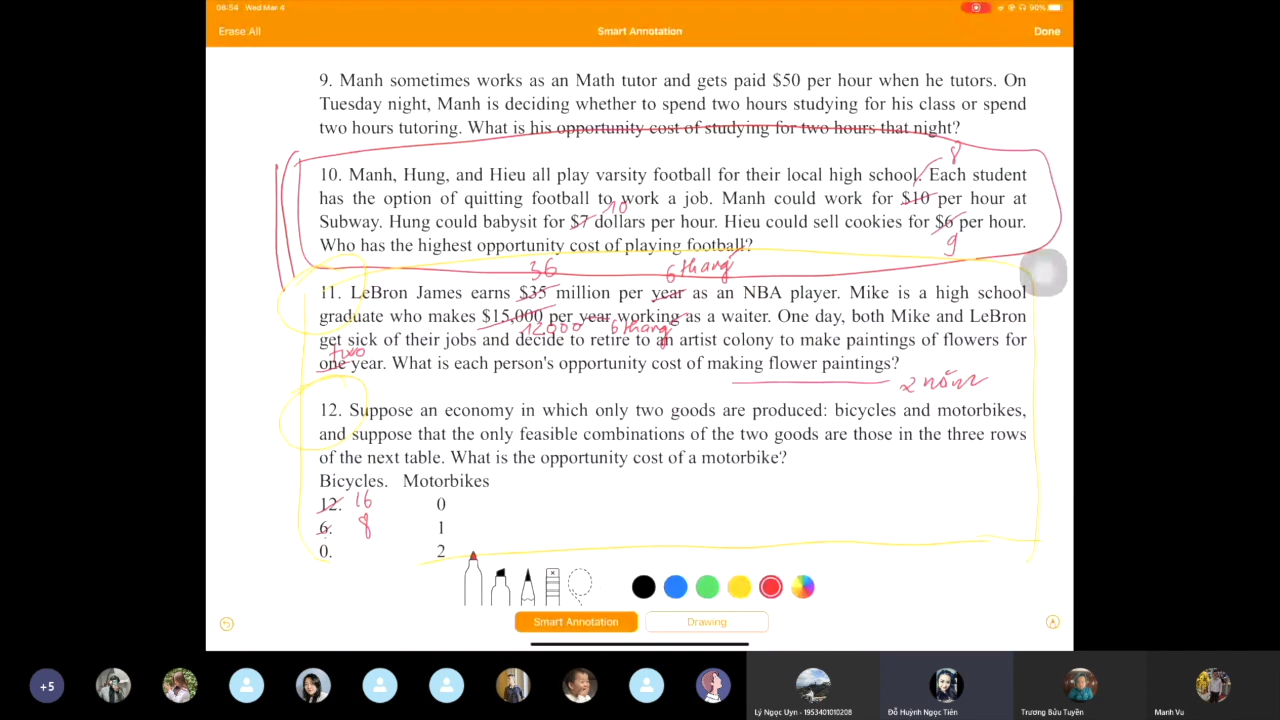 08:54 Wed Mar 4
90%
Erase All
Smart Annotation
Done
9. Manh sometimes works as an Math tutor and gets paid $50 per hour when he tutors. On
Tuesday night, Manh is deciding whether to spend two hours studying for his class or spend
two hours tutoring. What is his opportunity cost of studying for two hours that night?
8
10. Manh, Hung, and Hieu all play varsity football for their local high school. Each student
has the option of quitting football to work a job. Manh could work for $10 per hour at
10
Subway. Hung could babysit for $7 dollars per hour. Hieu could sell cookies for $6 per hour.
9
Who has the highest opportunity cost of playing football?
36 6 tháng
11. LeBron James earns $35 million per year as an NBA player. Mike is a high school
graduate who makes $15,000 per year working as a waiter. One day, both Mike and LeBron
12000 6 tháng
get sick of their jobs and decide to retire to an artist colony to make paintings of flowers for
two
one year. What is each person's opportunity cost of making flower paintings?
2 năm
12. Suppose an economy in which only two goods are produced: bicycles and motorbikes,
and suppose that the only feasible combinations of the two goods are those in the three rows
of the next table. What is the opportunity cost of a motorbike?
Bicycles. Motorbikes
12. 16 0
6. 8 1
0. 2
Smart Annotation
Drawing
+5
Lý Ngọc Uyn - 1953401010208
Đỗ Huỳnh Ngọc Tiên
Trương Bửu Tuyền
Manh Vu